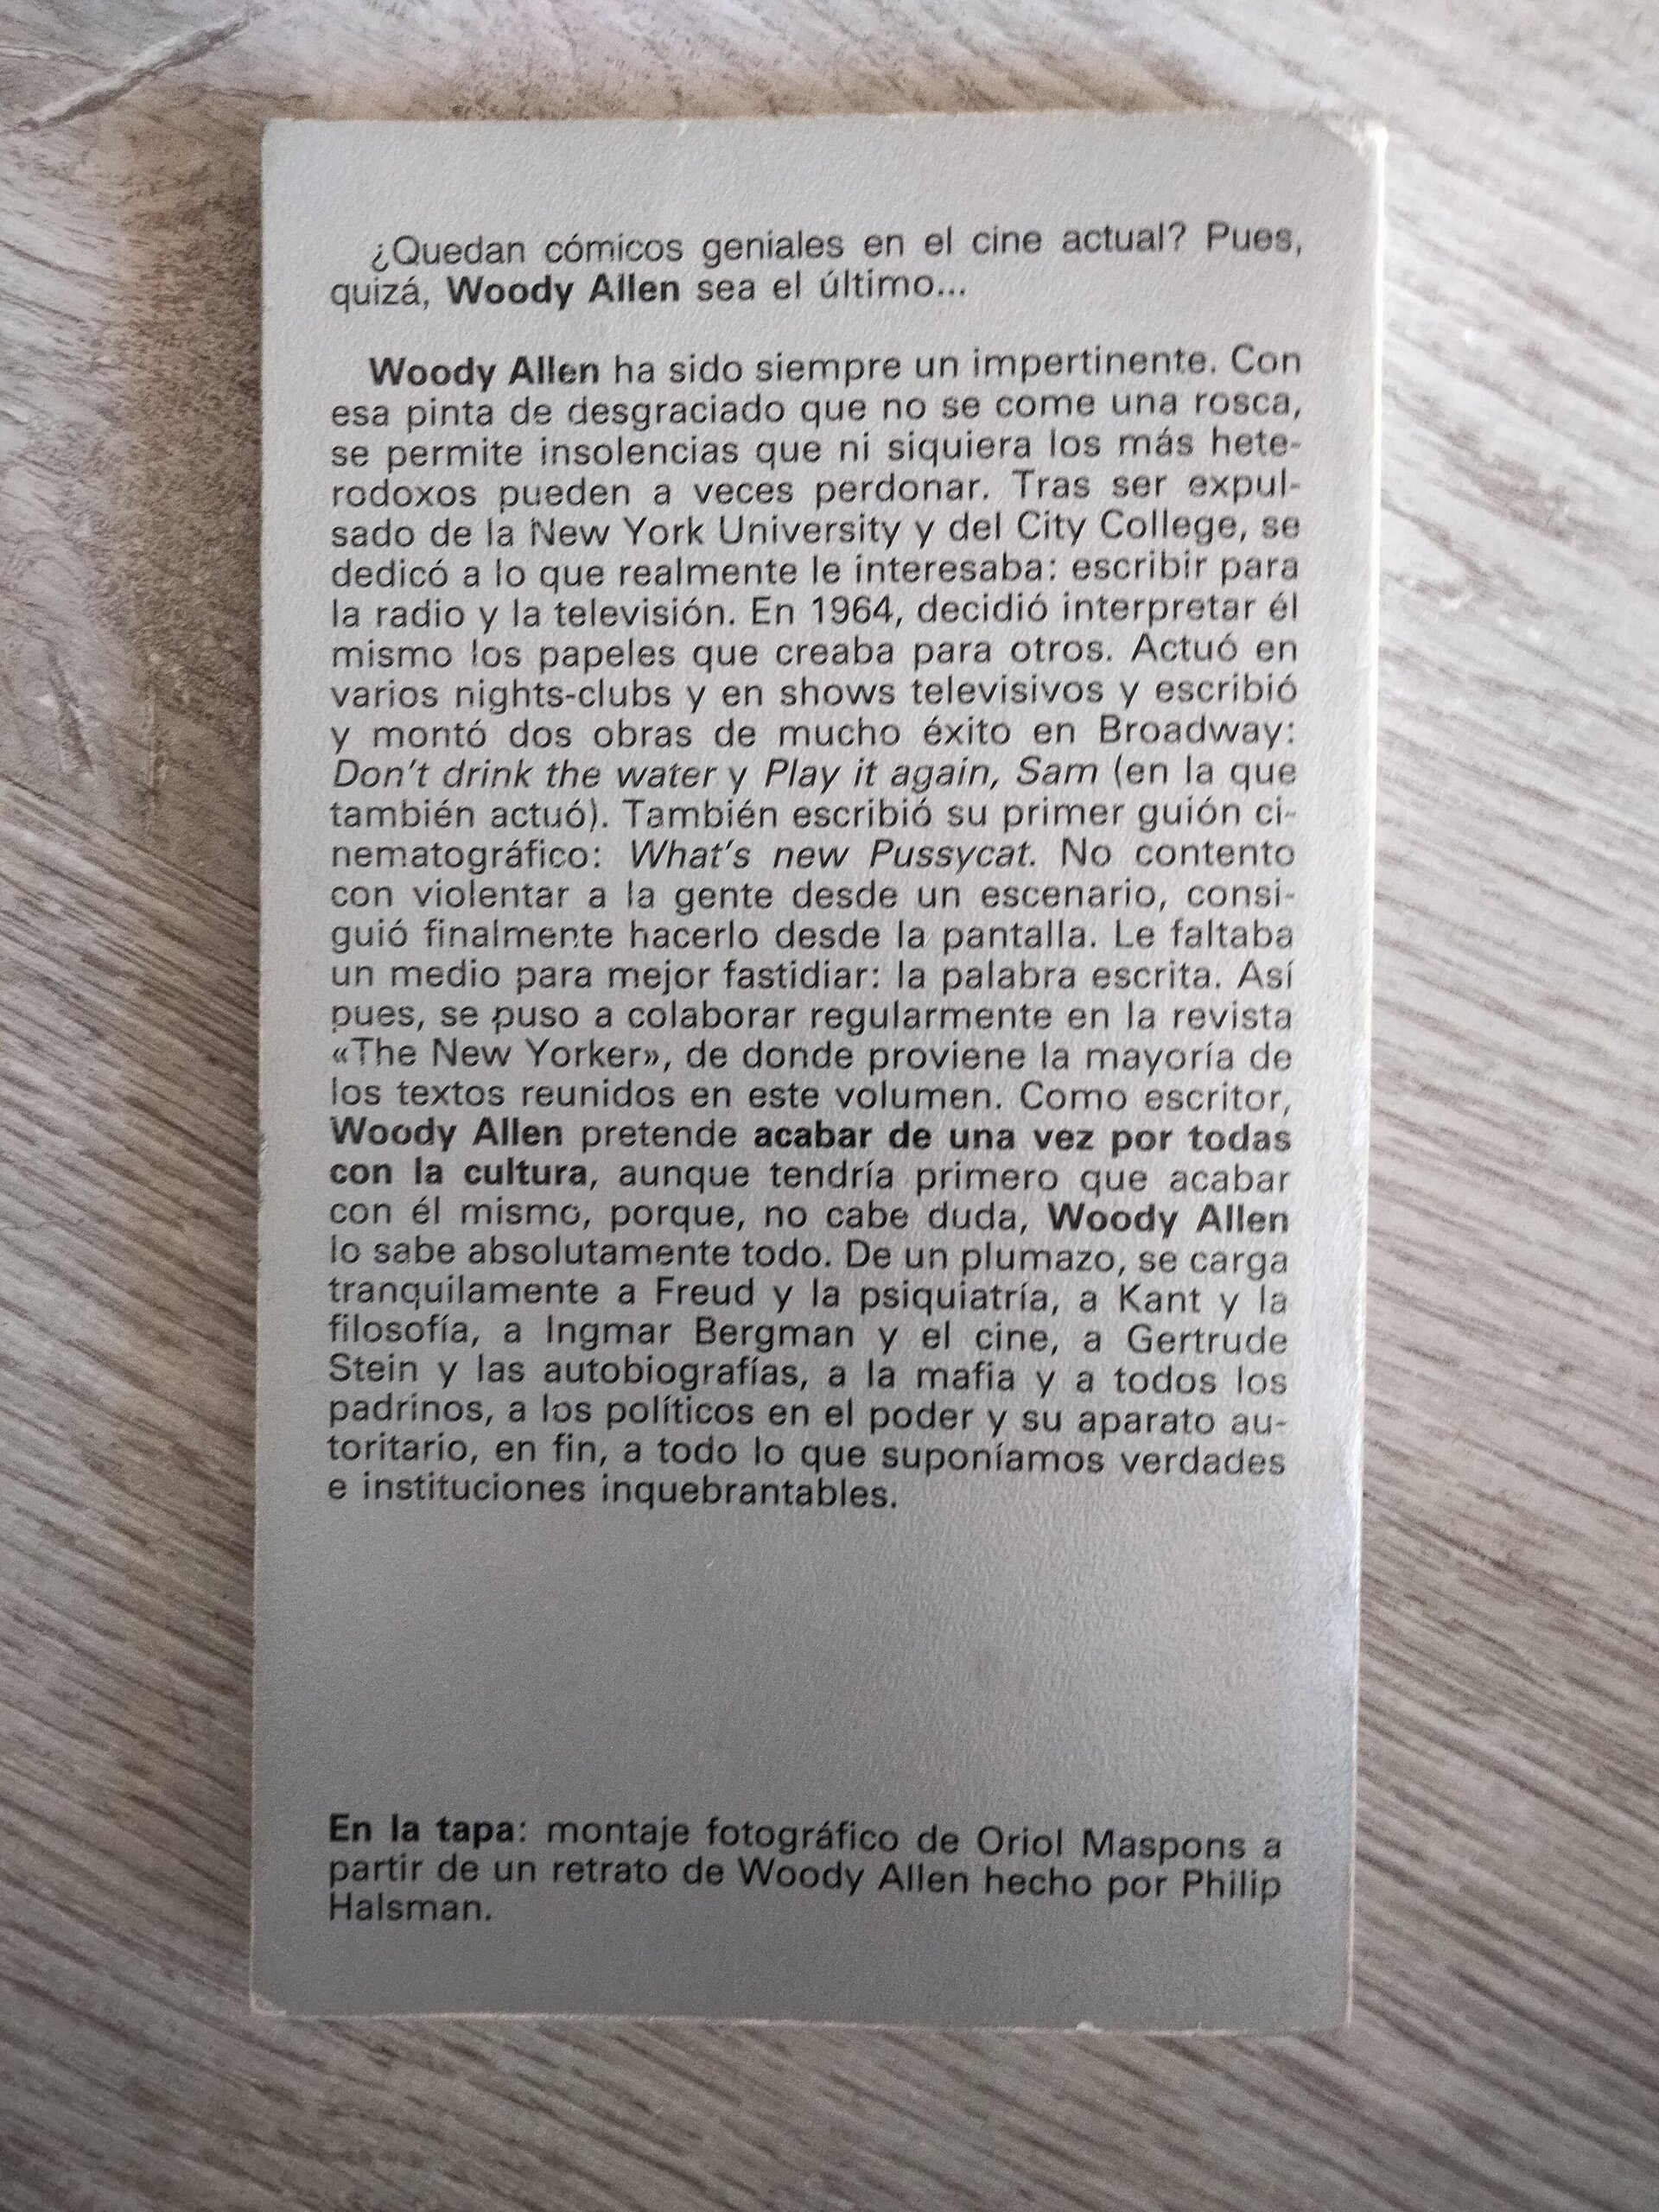 ¿Quedan cómicos geniales en el cine actual? Pues,
quizá, Woody Allen sea el último...
Woody Allen ha sido siempre un impertinente. Con
esa pinta de desgraciado que no se come una rosca,
se permite insolencias que ni siquiera los más hete-
rodoxos pueden a veces perdonar. Tras ser expul-
sado de la New York University y del City College, se
dedicó a lo que realmente le interesaba: escribir para
la radio y la televisión. En 1964, decidió interpretar él
mismo los papeles que creaba para otros. Actuó en
varios nights-clubs y en shows televisivos y escribió
y montó dos obras de mucho éxito en Broadway:
Don't drink the water y Play it again, Sam (en la que
también actuó). También escribió su primer guión ci-
nematográfico: What's new Pussycat. No contento
con violentar a la gente desde un escenario, consi-
guió finalmente hacerlo desde la pantalla. Le faltaba
un medio para mejor fastidiar: la palabra escrita. Así
pues, se puso a colaborar regularmente en la revista
«The New Yorker», de donde proviene la mayoría de
los textos reunidos en este volumen. Como escritor,
Woody Allen pretende acabar de una vez por todas
con la cultura, aunque tendría primero que acabar
con él mismo, porque, no cabe duda, Woody Allen
lo sabe absolutamente todo. De un plumazo, se carga
tranquilamente a Freud y la psiquiatría, a Kant y la
filosofía, a Ingmar Bergman y el cine, a Gertrude
Stein y las autobiografías, a la mafia y a todos los
padrinos, a los políticos en el poder y su aparato au-
toritario, en fin, a todo lo que suponíamos verdades
e instituciones inquebrantables.
En la tapa: montaje fotográfico de Oriol Maspons a
partir de un retrato de Woody Allen hecho por Philip
Halsman.